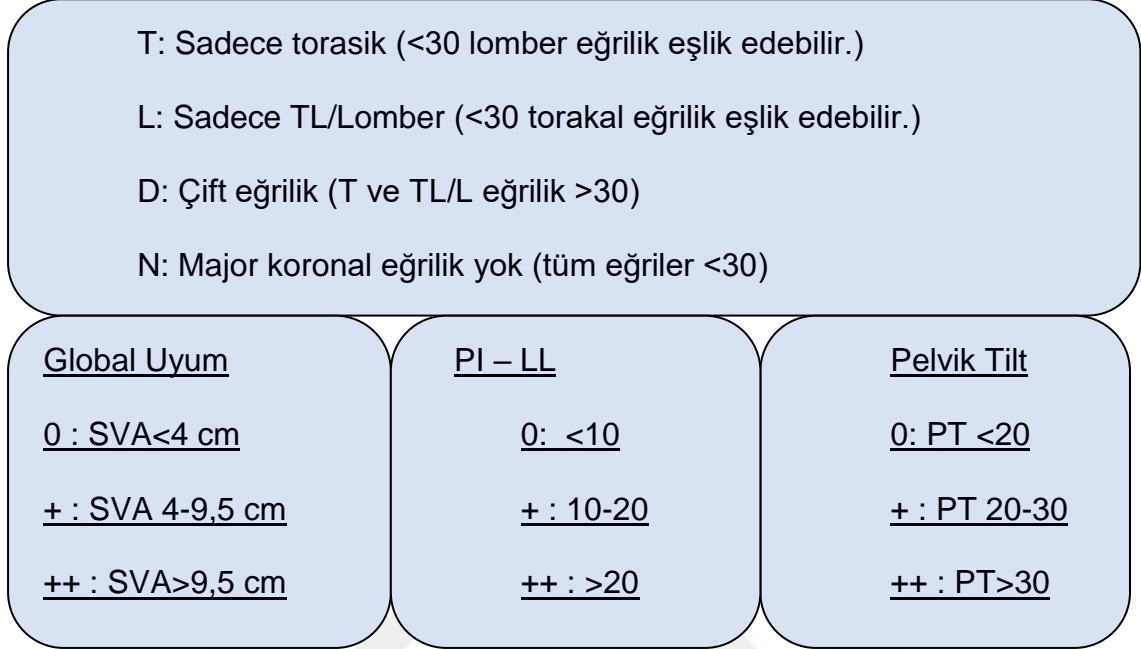 T: Sadece torasik (<30 lomber eğrilik eşlik edebilir.)
L: Sadece TL/Lomber (<30 torakal eğrilik eşlik edebilir.)
D: Çift eğrilik (T ve TL/L eğrilik >30)
N: Major koronal eğrilik yok (tüm eğriler <30)
Global Uyum
0 : SVA<4 cm
+ : SVA 4-9,5 cm
++ : SVA>9,5 cm
PI – LL
0: <10
+ : 10-20
++ : >20
Pelvik Tilt
0: PT <20
+ : PT 20-30
++ : PT>30